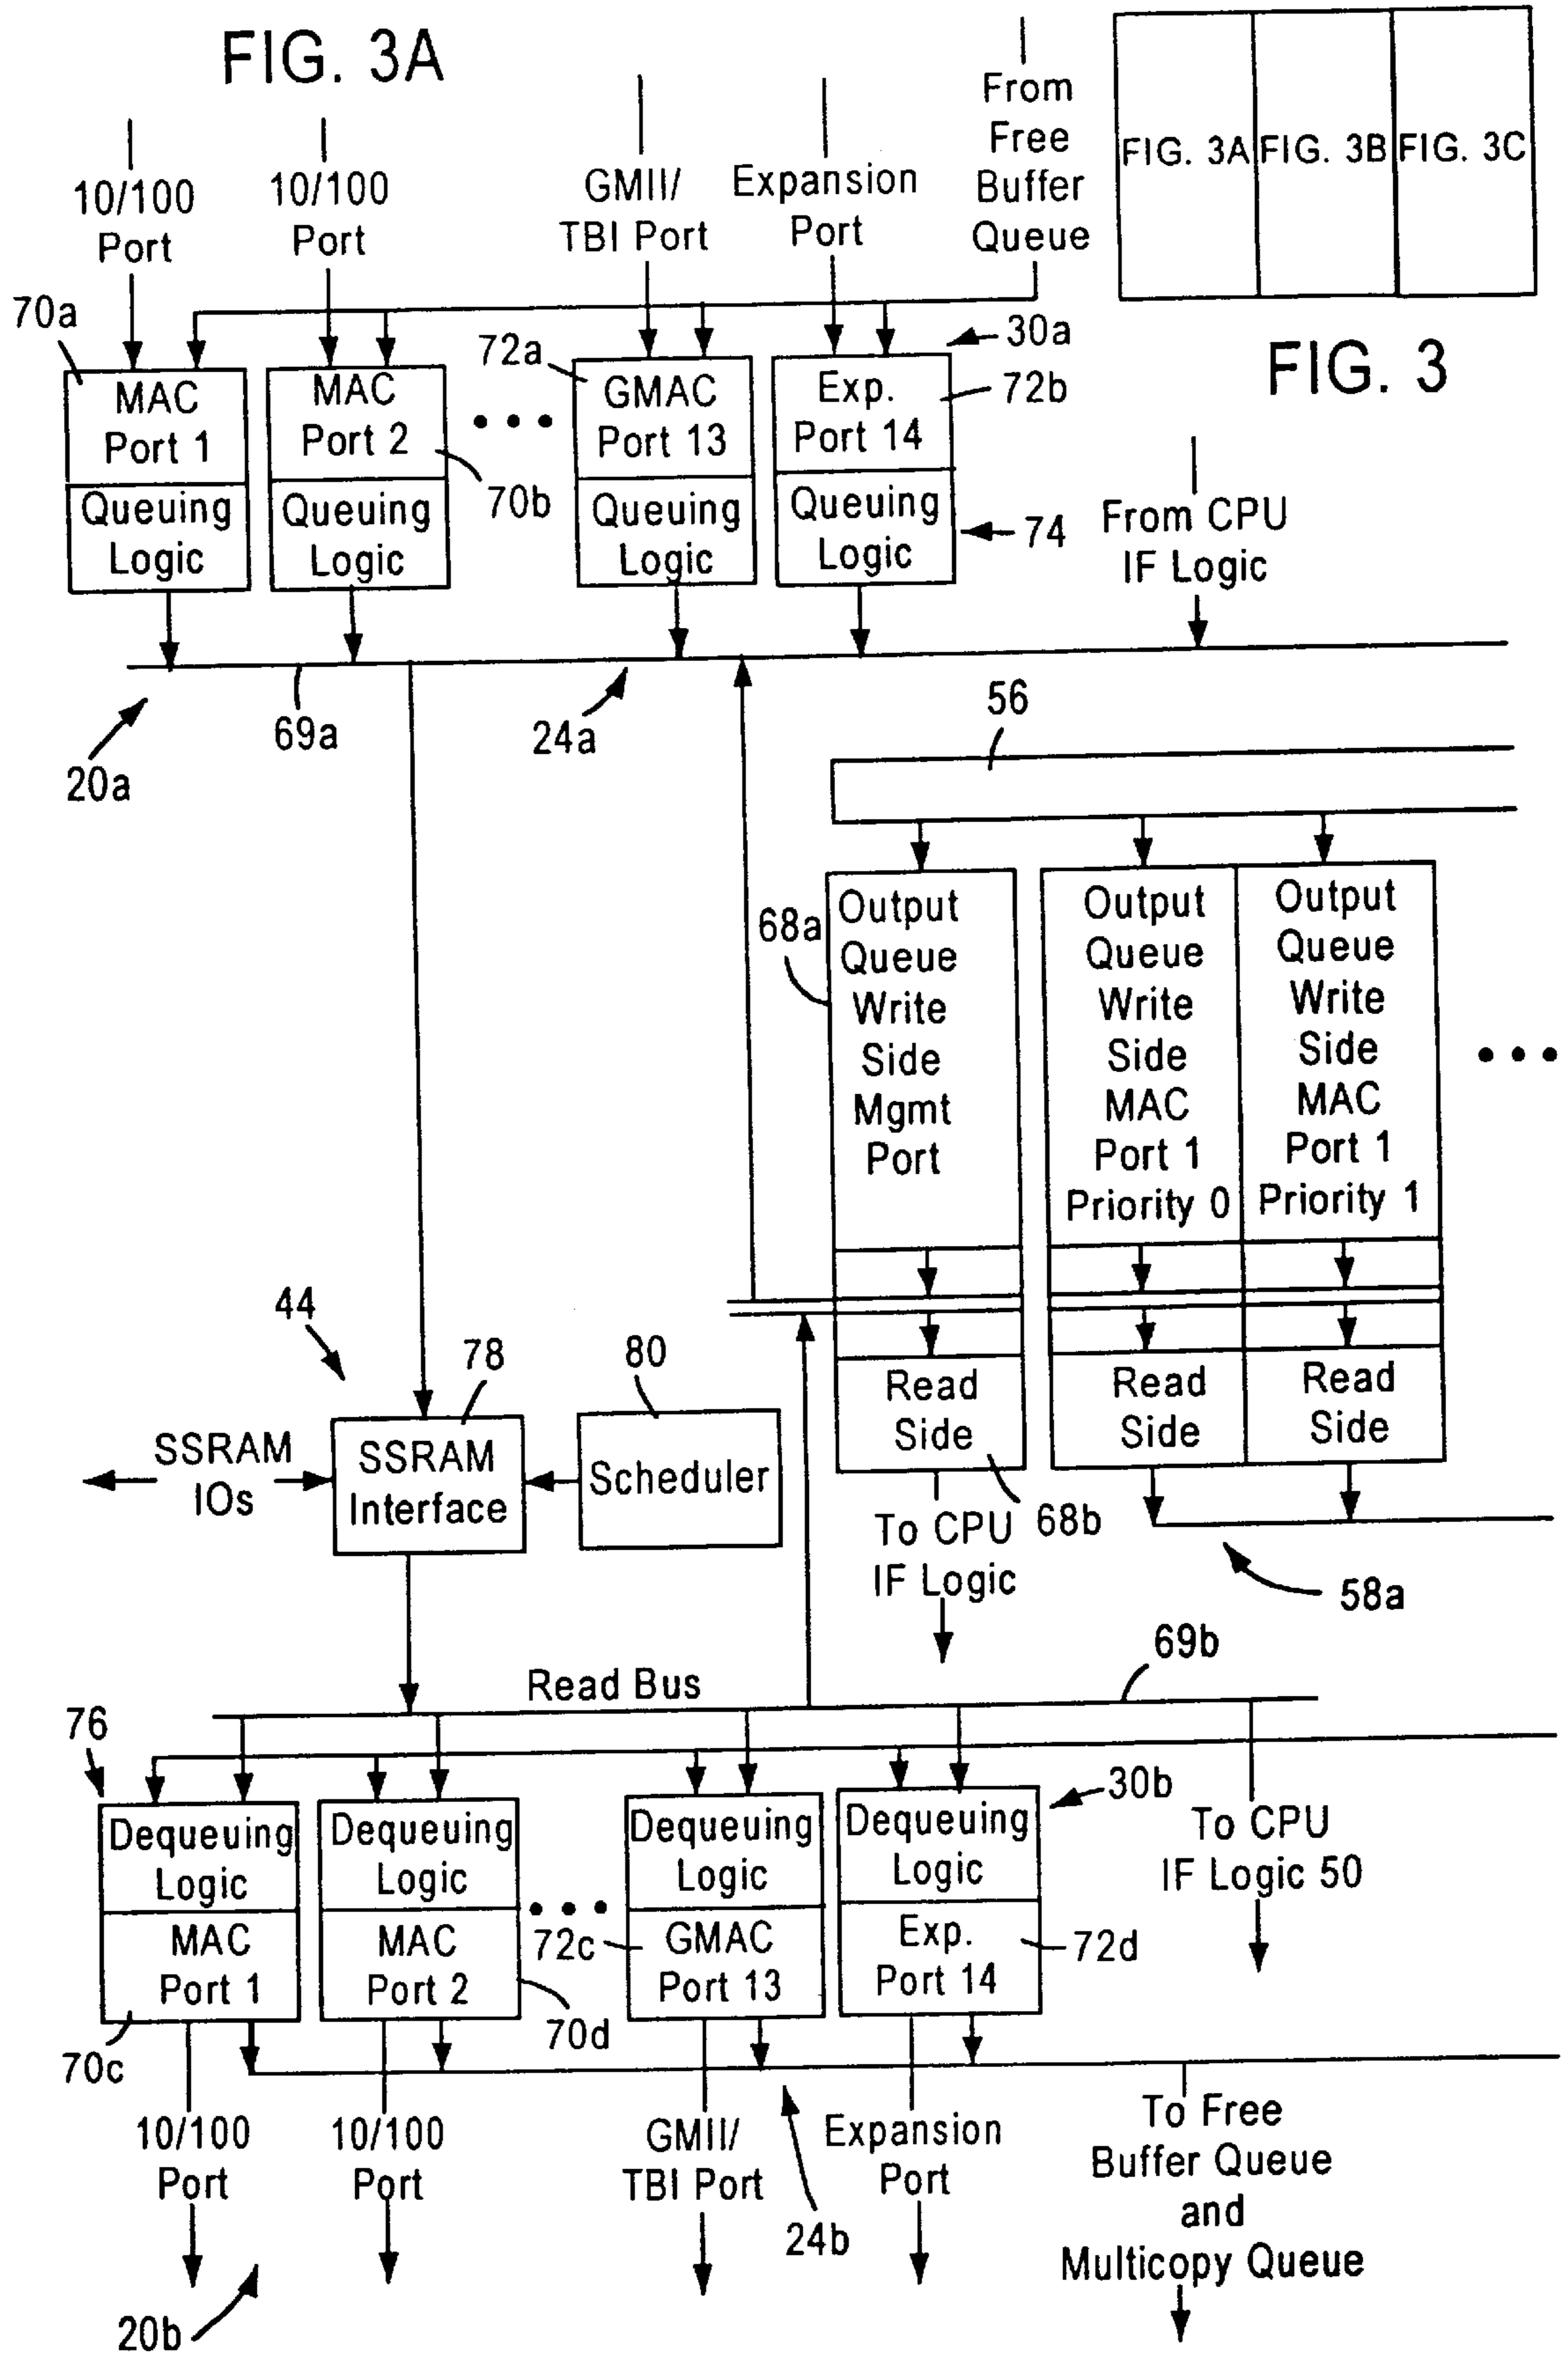 FIG. 3A
From
Free
Buffer
Queue
FIG. 3A
FIG. 3B
FIG. 3C
FIG. 3
10/100
Port
10/100
Port
GMII/
TBI Port
Expansion
Port
70a
72a
30a
MAC
Port 1
MAC
Port 2
GMAC
Port 13
Exp.
Port 14
72b
70b
Queuing
Logic
Queuing
Logic
Queuing
Logic
Queuing
Logic
74
From CPU
IF Logic
20a
69a
24a
56
68a
Output
Queue
Write
Side
Mgmt
Port
Output
Queue
Write
Side
MAC
Port 1
Priority 0
Output
Queue
Write
Side
MAC
Port 1
Priority 1
44
78
80
Read
Side
Read
Side
Read
Side
SSRAM
IOs
SSRAM
Interface
Scheduler
To CPU
IF Logic
68b
58a
Read Bus
69b
76
30b
Dequeuing
Logic
Dequeuing
Logic
Dequeuing
Logic
Dequeuing
Logic
To CPU
IF Logic 50
MAC
Port 1
MAC
Port 2
72c
GMAC
Port 13
Exp.
Port 14
72d
70c
70d
10/100
Port
10/100
Port
GMII/
TBI Port
Expansion
Port
To Free
Buffer Queue
and
Multicopy Queue
24b
20b